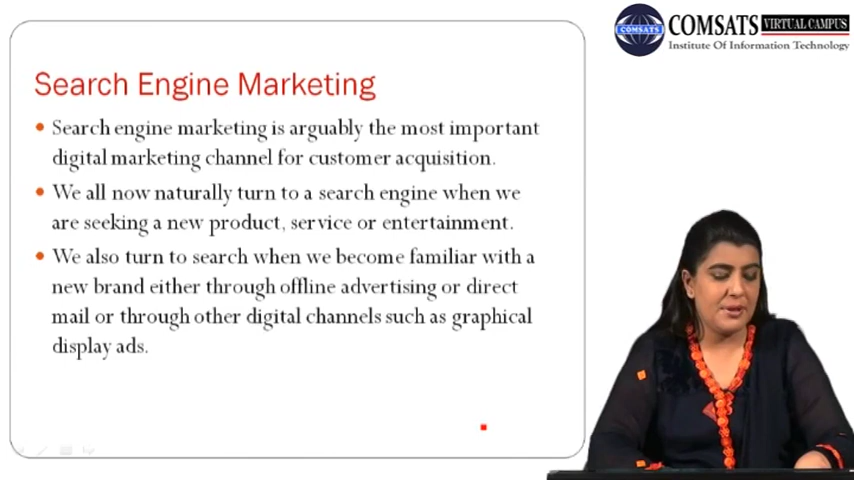 COMSATS VIRTUAL CAMPUS
COMSATS
Institute Of Information Technology
Search Engine Marketing
• Search engine marketing is arguably the most important
digital marketing channel for customer acquisition.
• We all now naturally turn to a search engine when we
are seeking a new product, service or entertainment.
• We also turn to search when we become familiar with a
new brand either through offline advertising or direct
mail or through other digital channels such as graphical
display ads.